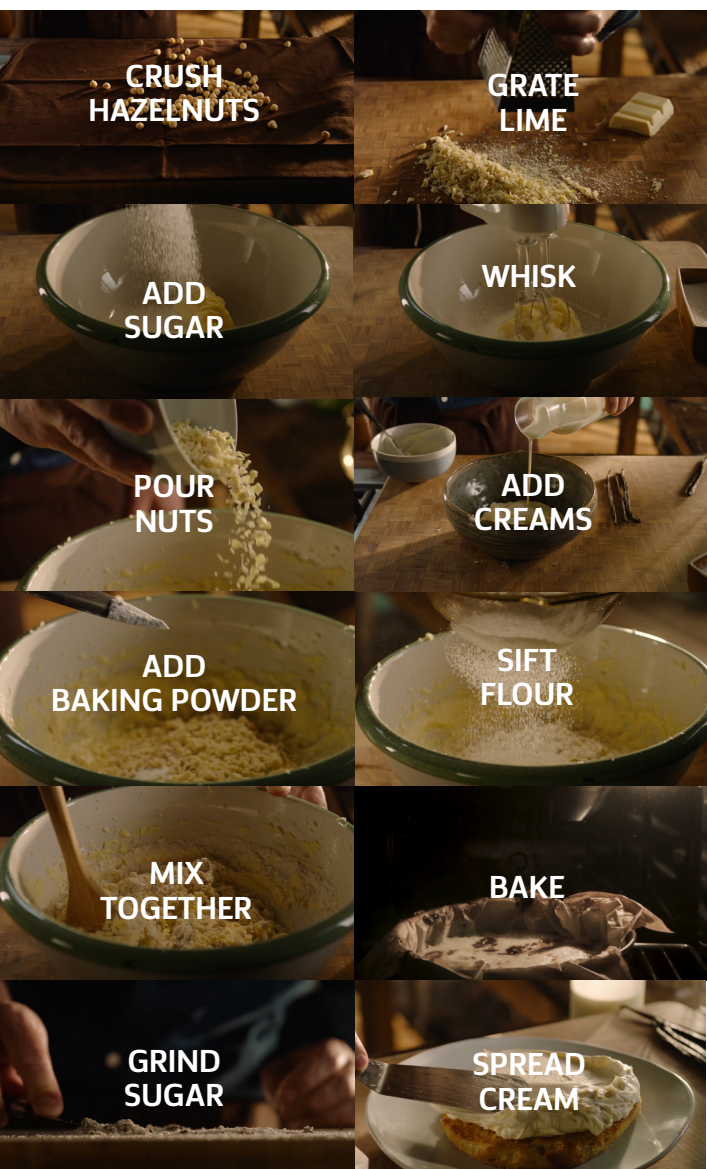 CRUSH
HAZELNUTS
GRATE
LIME
ADD
SUGAR
WHISK
POUR
NUTS
ADD
CREAMS
ADD
BAKING POWDER
SIFT
FLOUR
MIX
TOGETHER
BAKE
GRIND
SUGAR
SPREAD
CREAM